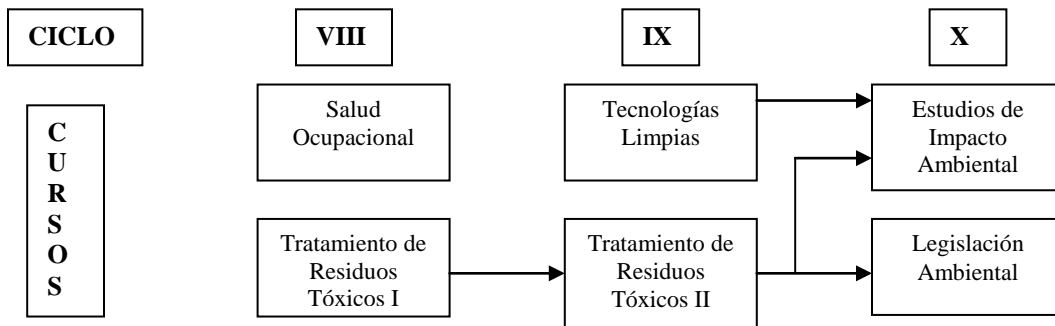 CICLO
VIII
IX
X
C
U
R
S
O
S
Salud
Ocupacional
Tecnologías
Limpias
Estudios de
Impacto
Ambiental
Tratamiento de
Residuos
Tóxicos I
Tratamiento de
Residuos
Tóxicos II
Legislación
Ambiental